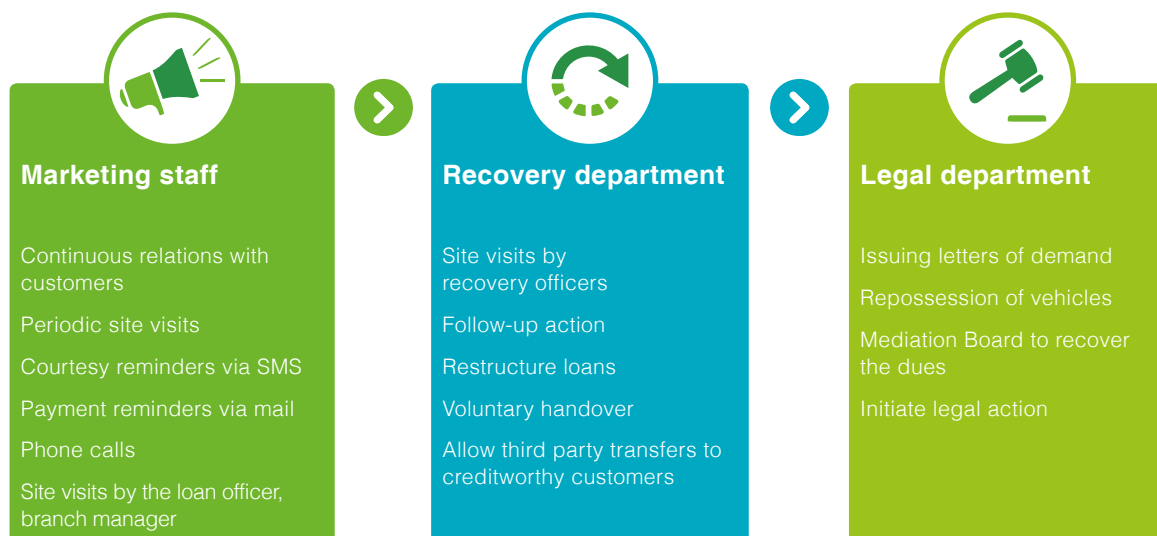 Marketing staff
Continuous relations with
customers
Periodic site visits
Courtesy reminders via SMS
Payment reminders via mail
Phone calls
Site visits by the loan officer,
branch manager
Recovery department
Site visits by
recovery officers
Follow-up action
Restructure loans
Voluntary handover
Allow third party transfers to
creditworthy customers
Legal department
Issuing letters of demand
Repossession of vehicles
Mediation Board to recover
the dues
Initiate legal action